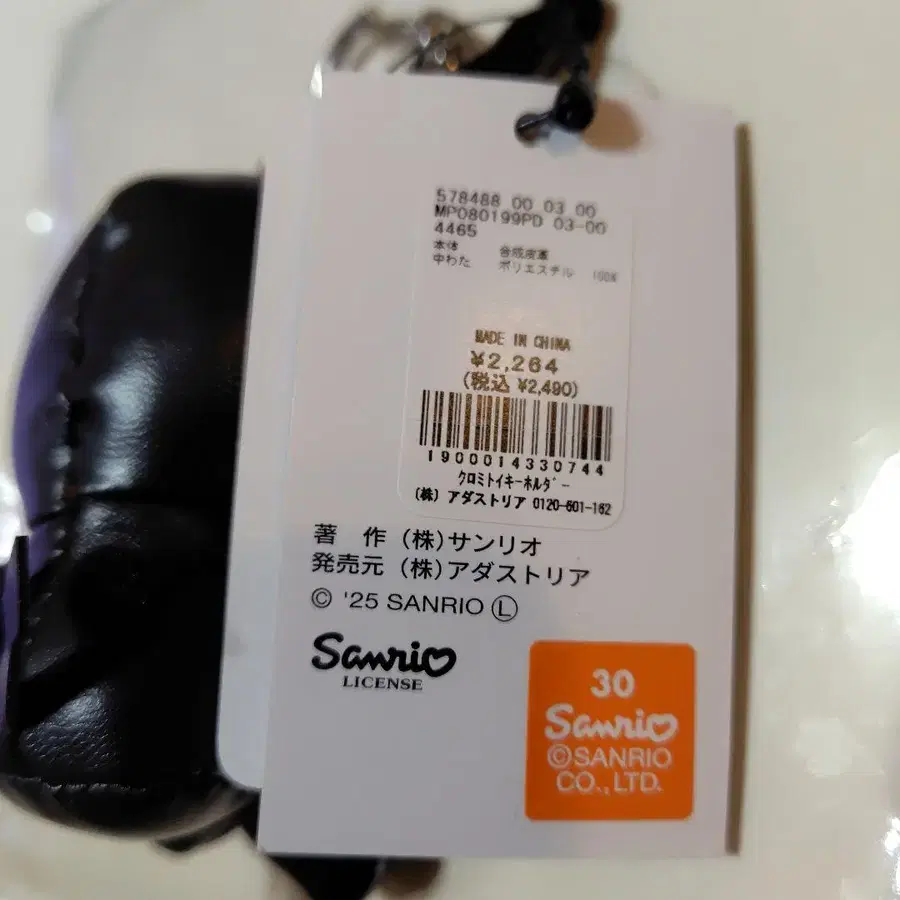 578488 00 03 00
MP080199PD 03-00
4465
本体 合成皮革
中わた ポリエステル 100%
MADE IN CHINA
¥2,264
(税込 ¥2,490)
1900014330744
クロミトイキーホルダー
(株) アダストリア 0120-601-162
著 作 (株)サンリオ
発売元 (株)アダストリア
© '25 SANRIO Ⓛ
Sanrio
LICENSE
30
Sanrio
©SANRIO
CO.,LTD.